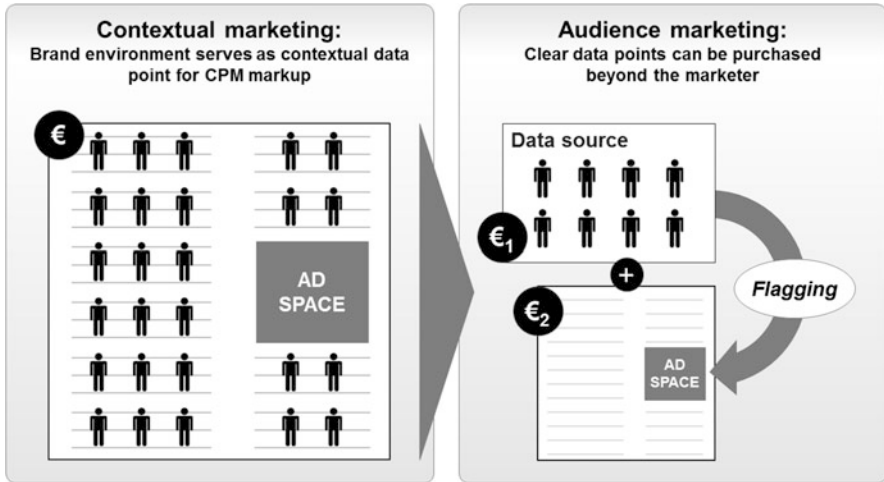 Contextual marketing:
Brand environment serves as contextual data
point for CPM markup
€
AD
SPACE
Audience marketing:
Clear data points can be purchased
beyond the marketer
Data source
€₁
+
€₂
Flagging
AD
SPACE